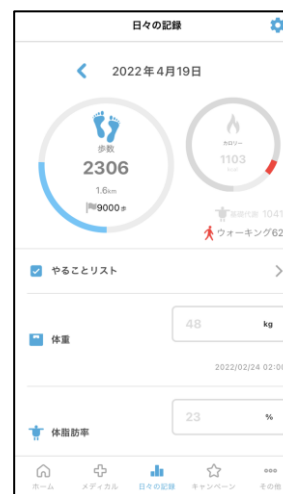 日々の記録
2022年4月19日
歩数
2306
1.6km
9000歩
カロリー
1103
kcal
基礎代謝 1041
ウォーキング62
やることリスト
体重
48 kg
2022/02/24 02:00
体脂肪率
23 %
ホーム メディカル 日々の記録 キャンペーン その他